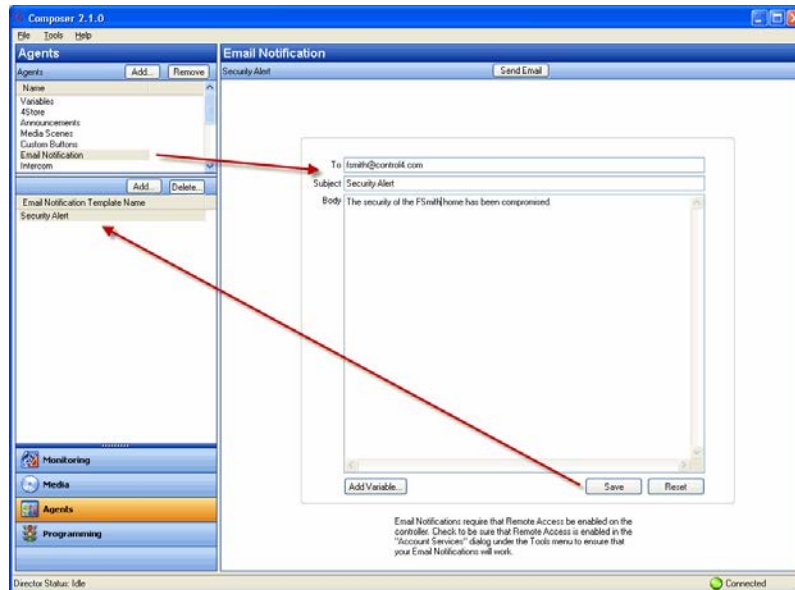 Composer 2.1.0
File Tools Help
Agents
Agents Add... Remove
Name
Variables
4Store
Announcements
Media Scenes
Custom Buttons
Email Notification
Intercom
Add... Delete...
Email Notification Template Name
Security Alert
Monitoring
Media
Agents
Programming
Email Notification
Security Alert Send Email
To fsmith@control4.com
Subject Security Alert
Body The security of the FSmith home has been compromised.
Add Variable... Save Reset
Email Notifications require that Remote Access be enabled on the
controller. Check to be sure that Remote Access is enabled in the
"Account Services" dialog under the Tools menu to ensure that
your Email Notifications will work.
Director Status: Idle Connected